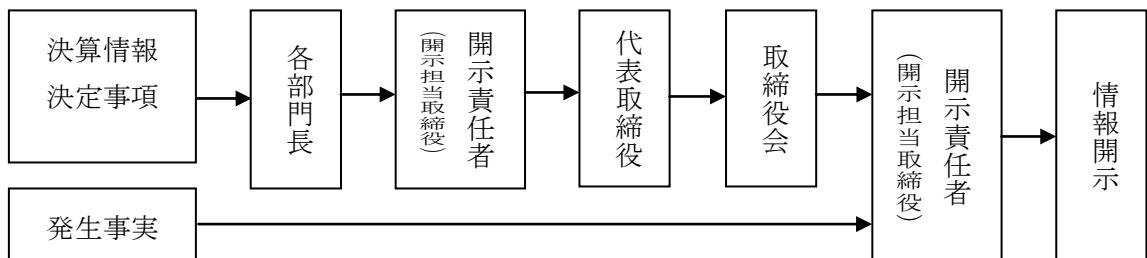 決算情報
決定事項
各部門長
開示責任者
（開示担当取締役）
代表取締役
取締役会
開示責任者
（開示担当取締役）
情報開示
発生事実